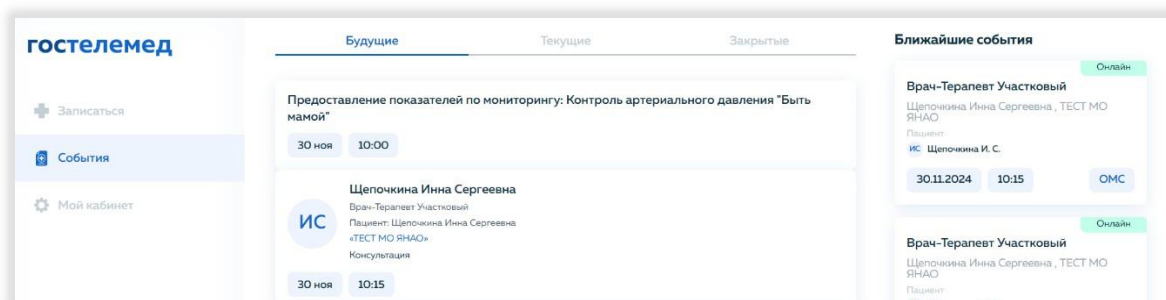 гостелемед
Записаться
События
Мой кабинет
Будущие
Текущие
Закрытые
Предоставление показателей по мониторингу: Контроль артериального давления "Быть
мамой"
30 ноя
10:00
ИС
Щепочкина Инна Сергеевна
Врач-Терапевт Участковый
Пациент: Щепочкина Инна Сергеевна
«ТЕСТ МО ЯНАО»
Консультация
30 ноя
10:15
Ближайшие события
Онлайн
Врач-Терапевт Участковый
Щепочкина Инна Сергеевна , ТЕСТ МО
ЯНАО
Пациент
ИС Щепочкина И. С.
30.11.2024
10:15
ОМС
Онлайн
Врач-Терапевт Участковый
Щепочкина Инна Сергеевна , ТЕСТ МО
ЯНАО
Пациент